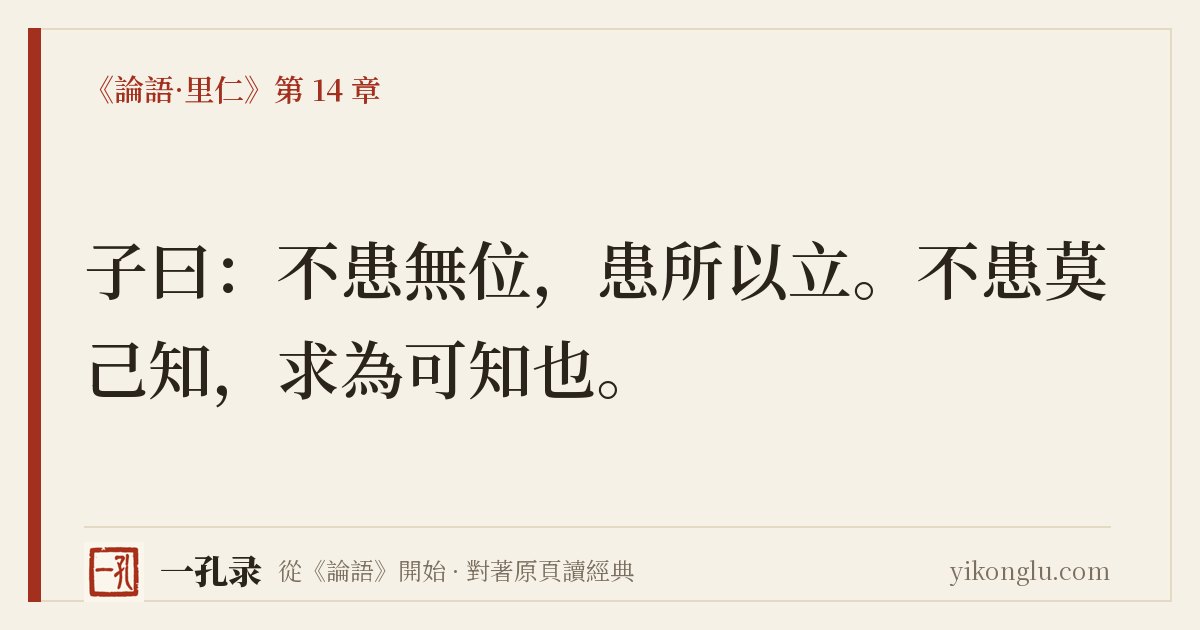 《論語·里仁》第 14 章
子曰：不患無位，患所以立。不患莫
己知，求為可知也。
一孔
一孔录 從《論語》開始 · 對著原頁讀經典
yikonglu.com